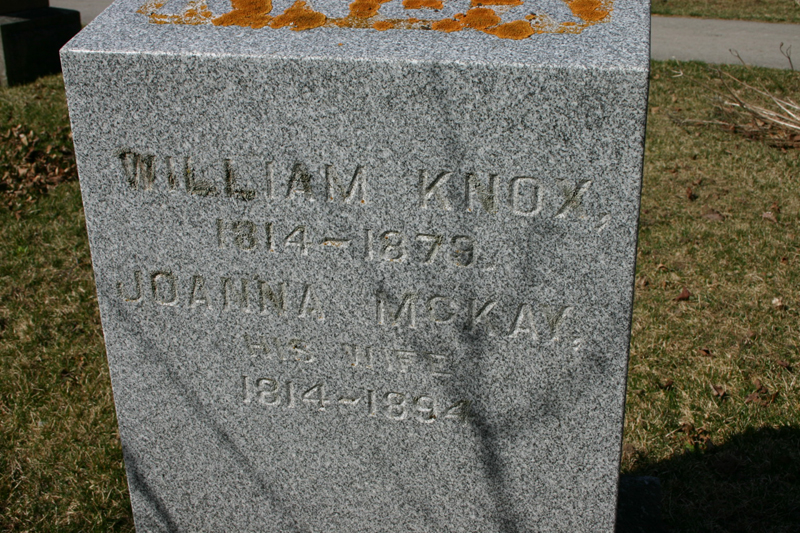 WILLIAM KNOX,
1814–1879.
JOANNA MCKAY,
HIS WIFE
1814–1894